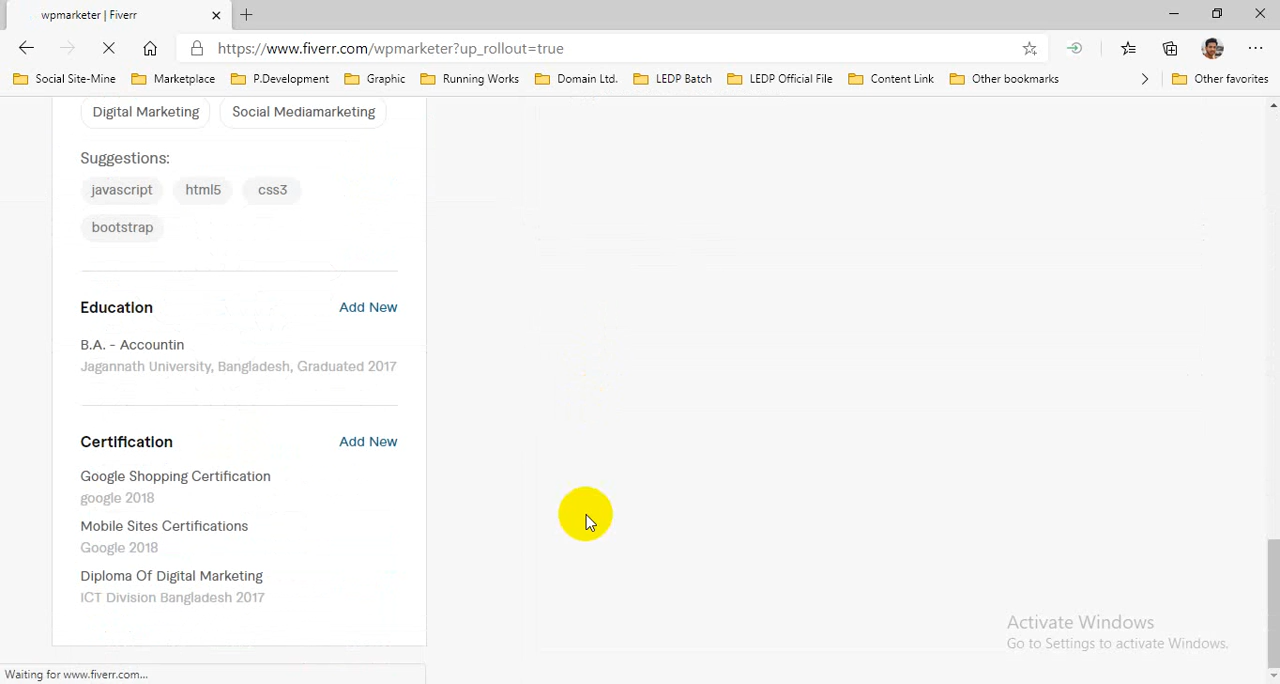 wpmarketer | Fiverr
https://www.fiverr.com/wpmarketer?up_rollout=true
Social Site-Mine Marketplace P.Development Graphic Running Works Domain Ltd. LEDP Batch LEDP Official File Content Link Other bookmarks Other favorites
Digital Marketing Social Mediamarketing
Suggestions:
javascript html5 css3
bootstrap
Education Add New
B.A. - Accountin
Jagannath University, Bangladesh, Graduated 2017
Certification Add New
Google Shopping Certification
google 2018
Mobile Sites Certifications
Google 2018
Diploma Of Digital Marketing
ICT Division Bangladesh 2017
Activate Windows
Go to Settings to activate Windows.
Waiting for www.fiverr.com...